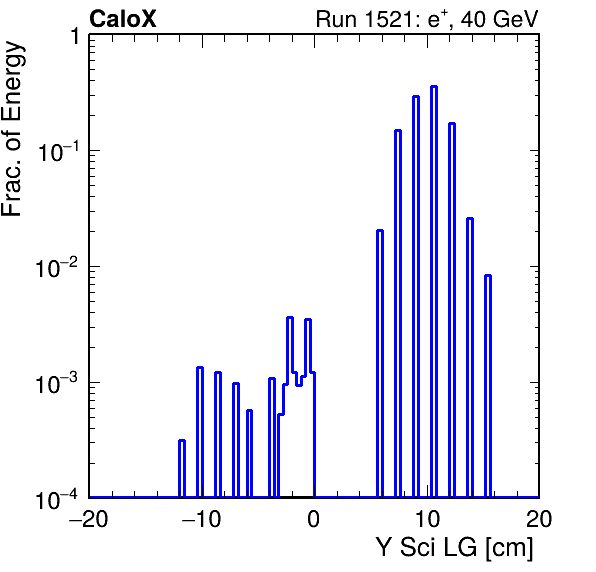 CaloX Run 1521: e⁺, 40 GeV
Frac. of Energy
1
10⁻¹
10⁻²
10⁻³
10⁻⁴
−20 −10 0 10 20
Y Sci LG [cm]